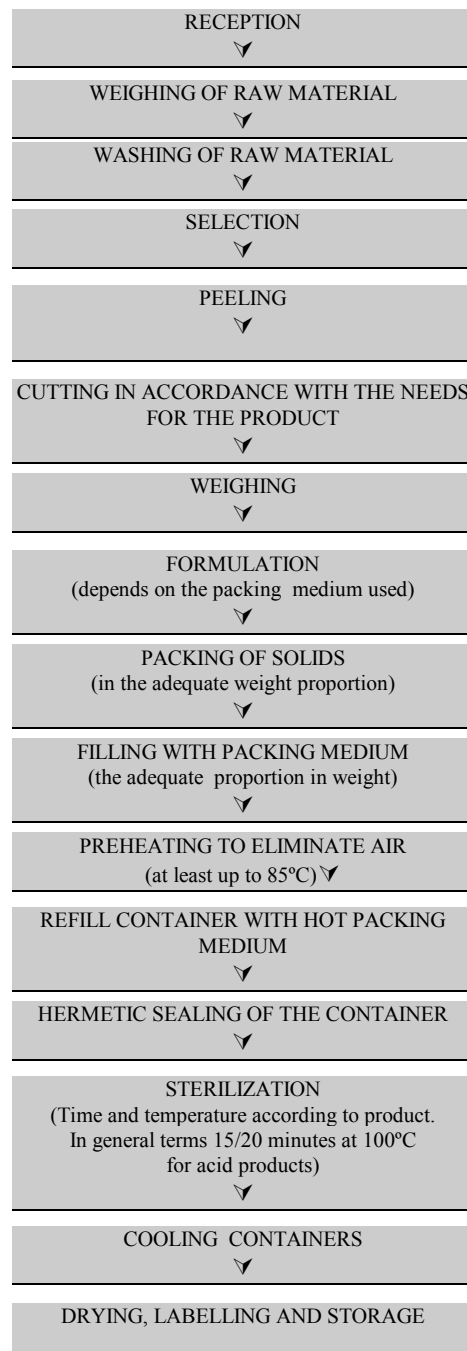 RECEPTION
WEIGHING OF RAW MATERIAL
WASHING OF RAW MATERIAL
SELECTION
PEELING
CUTTING IN ACCORDANCE WITH THE NEEDS
FOR THE PRODUCT
WEIGHING
FORMULATION
(depends on the packing medium used)
PACKING OF SOLIDS
(in the adequate weight proportion)
FILLING WITH PACKING MEDIUM
(the adequate proportion in weight)
PREHEATING TO ELIMINATE AIR
(at least up to 85ºC)
REFILL CONTAINER WITH HOT PACKING
MEDIUM
HERMETIC SEALING OF THE CONTAINER
STERILIZATION
(Time and temperature according to product.
In general terms 15/20 minutes at 100ºC
for acid products)
COOLING CONTAINERS
DRYING, LABELLING AND STORAGE